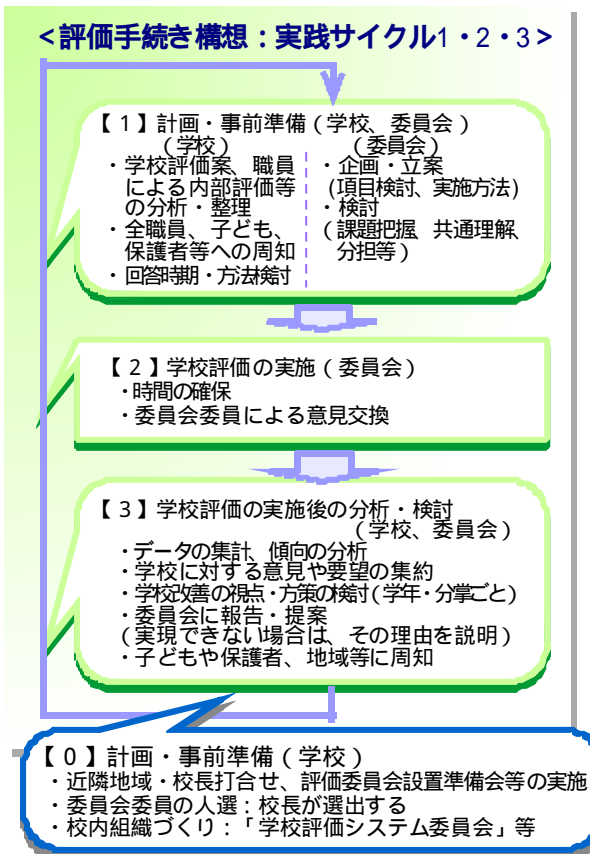 <評価手続き構想:実践サイクル1・2・3>
【1】計画・事前準備(学校、委員会)
(学校)
・学校評価案、職員
による内部評価等
の分析・整理
・全職員、子ども、
保護者等への周知
・回答時期・方法検討
(委員会)
・企画・立案
(項目検討、実施方法)
・検討
(課題把握、共通理解、
分担等)
【2】学校評価の実施(委員会)
・時間の確保
・委員会委員による意見交換
【3】学校評価の実施後の分析・検討
(学校、委員会)
・データの集計、傾向の分析
・学校に対する意見や要望の集約
・学校改善の視点・方策の検討(学年・分掌ごと)
・委員会に報告・提案
(実現できない場合は、その理由を説明)
・子どもや保護者、地域等に周知
【0】計画・事前準備(学校)
・近隣地域・校長打合せ、評価委員会設置準備会等の実施
・委員会委員の人選:校長が選出する
・校内組織づくり:「学校評価システム委員会」等